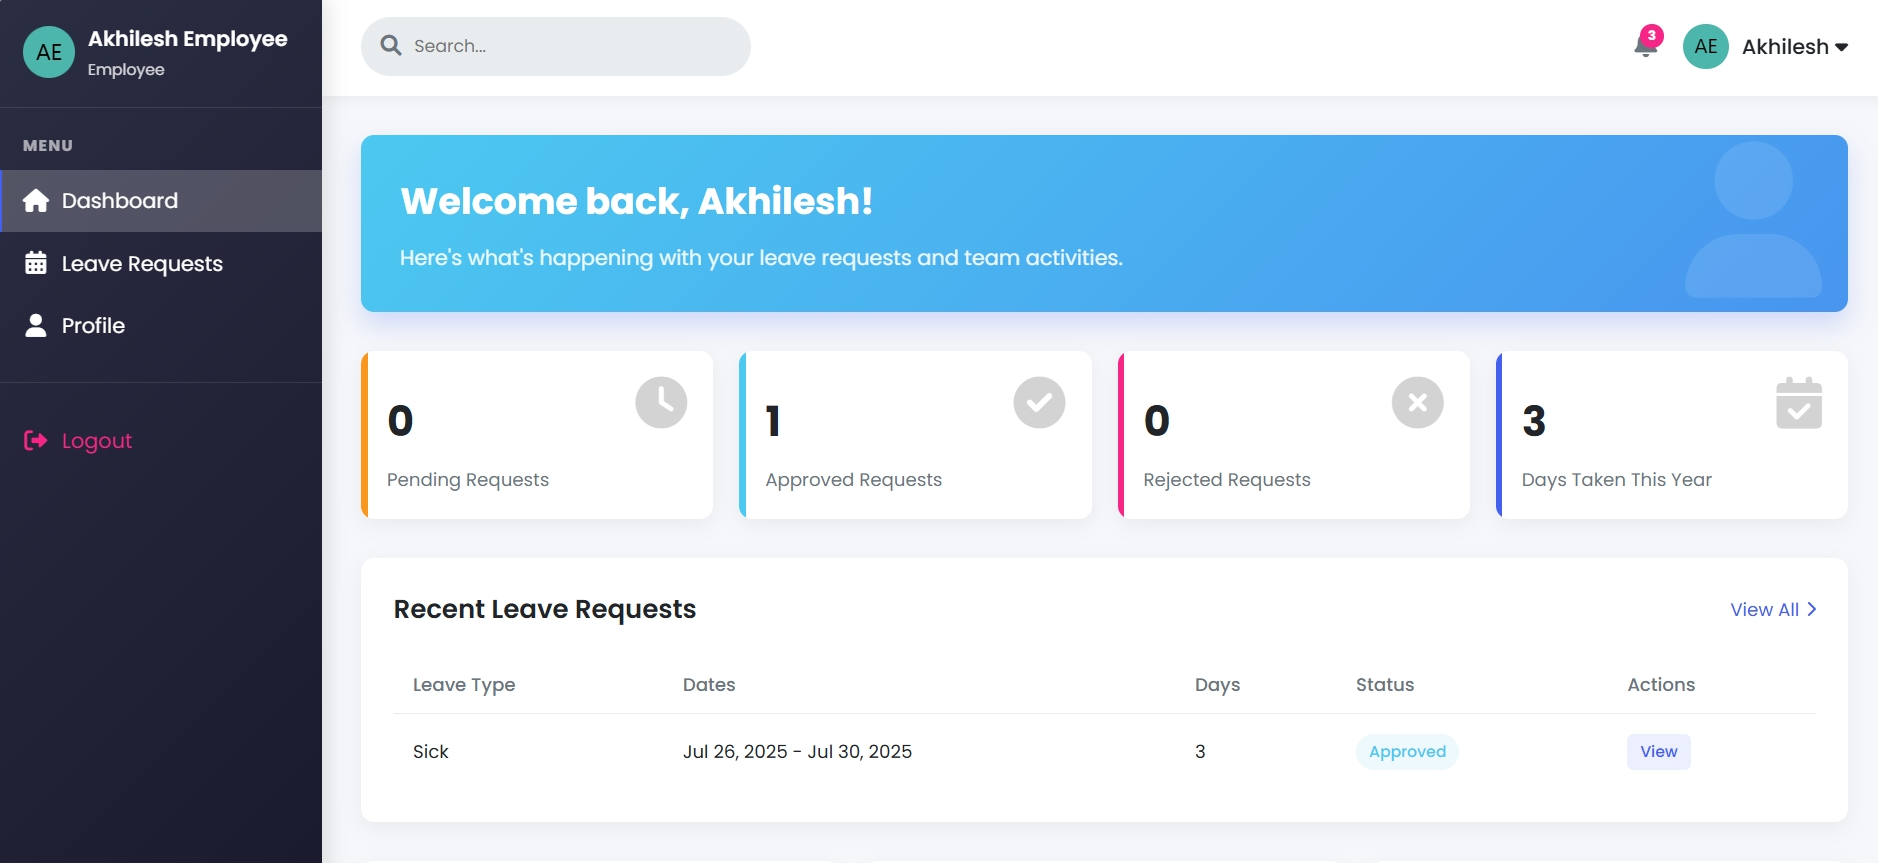 AE
Akhilesh Employee
Employee
MENU
Dashboard
Leave Requests
Profile
Logout
Search...
3
AE
Akhilesh
Welcome back, Akhilesh!
Here's what's happening with your leave requests and team activities.
0
Pending Requests
1
Approved Requests
0
Rejected Requests
3
Days Taken This Year
Recent Leave Requests
View All
Leave Type Dates Days Status Actions
Sick Jul 26, 2025 - Jul 30, 2025 3 Approved View